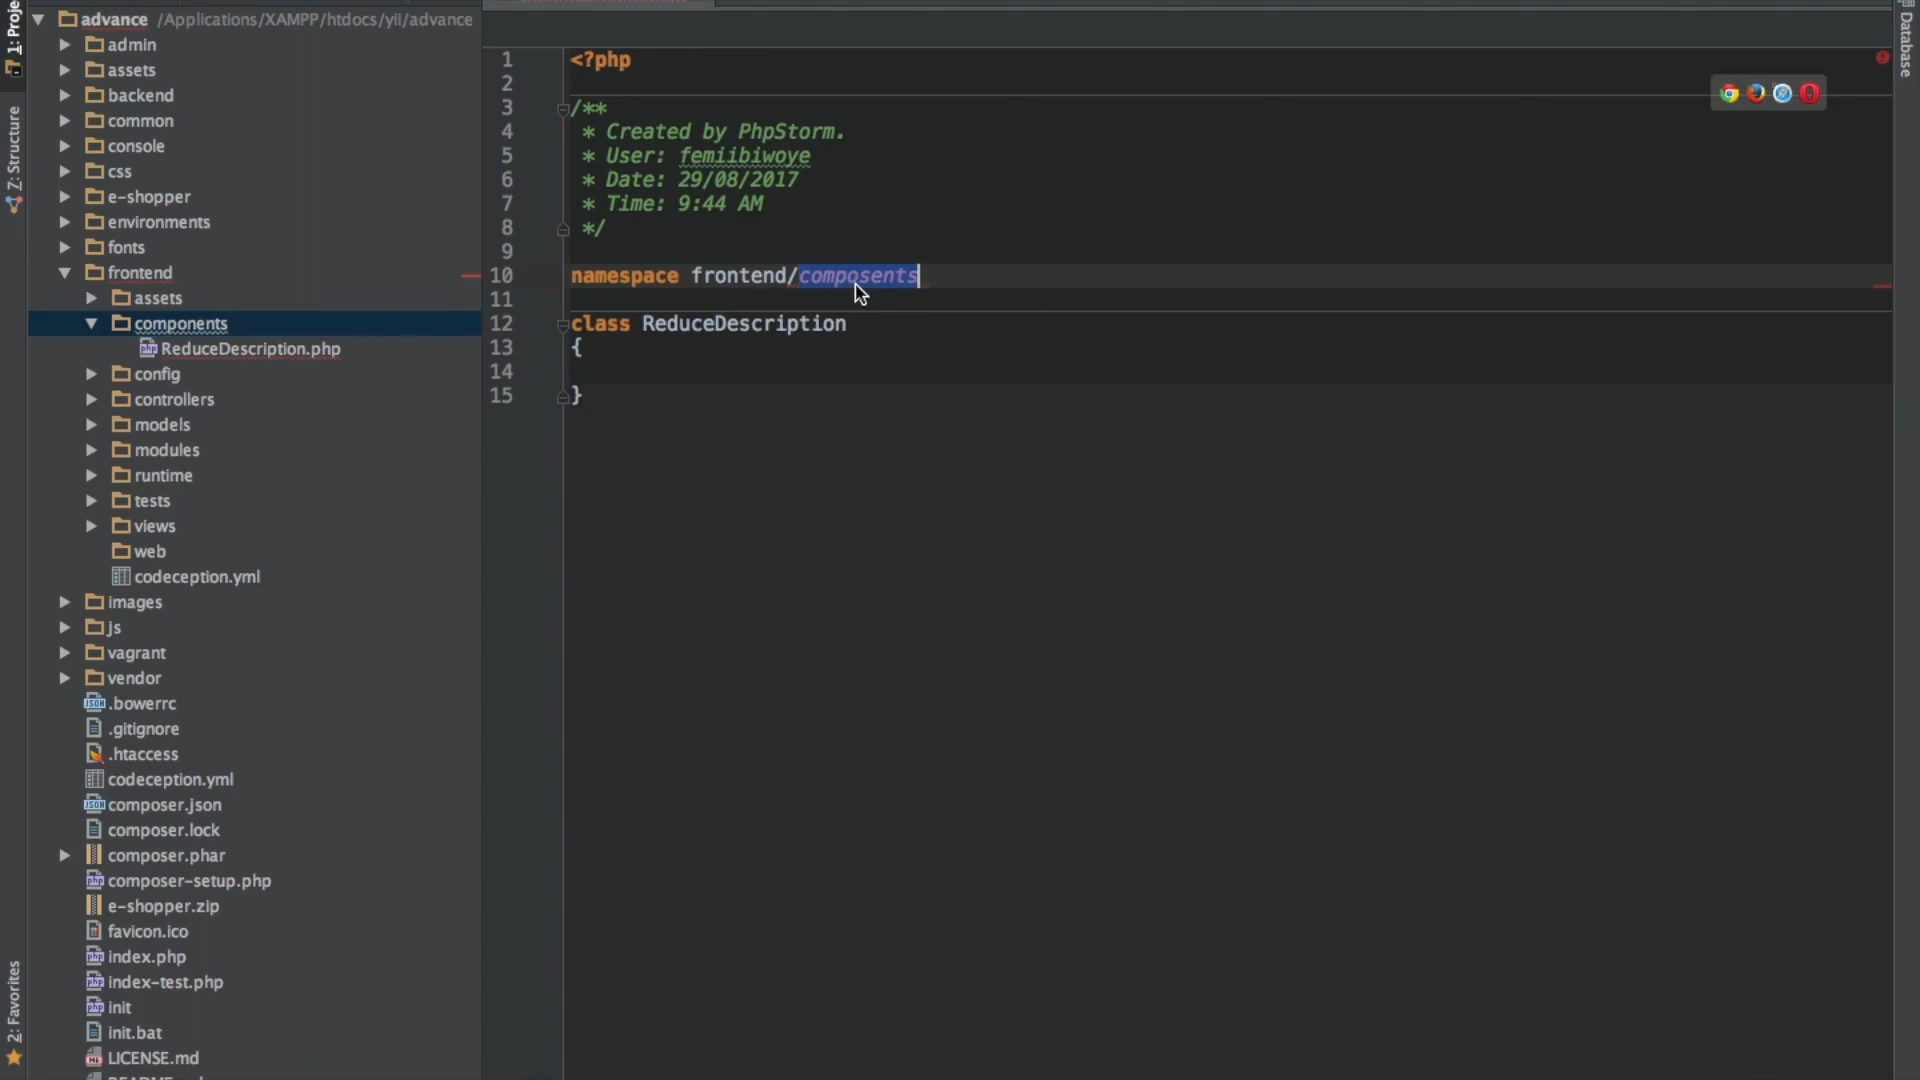 1: Proje
Z: Structure
2: Favorites
advance /Applications/XAMPP/htdocs/yii/advance
admin
assets
backend
common
console
css
e-shopper
environments
fonts
frontend
assets
components
ReduceDescription.php
config
controllers
models
modules
runtime
tests
views
web
codeception.yml
images
js
vagrant
vendor
.bowerrc
.gitignore
.htaccess
codeception.yml
composer.json
composer.lock
composer.phar
composer-setup.php
e-shopper.zip
favicon.ico
index.php
index-test.php
init
init.bat
LICENSE.md
1 <?php
2
3 /**
4 * Created by PhpStorm.
5 * User: femiibiwoye
6 * Date: 29/08/2017
7 * Time: 9:44 AM
8 */
9
10 namespace frontend/composents
11
12 class ReduceDescription
13 {
14
15 }
Database